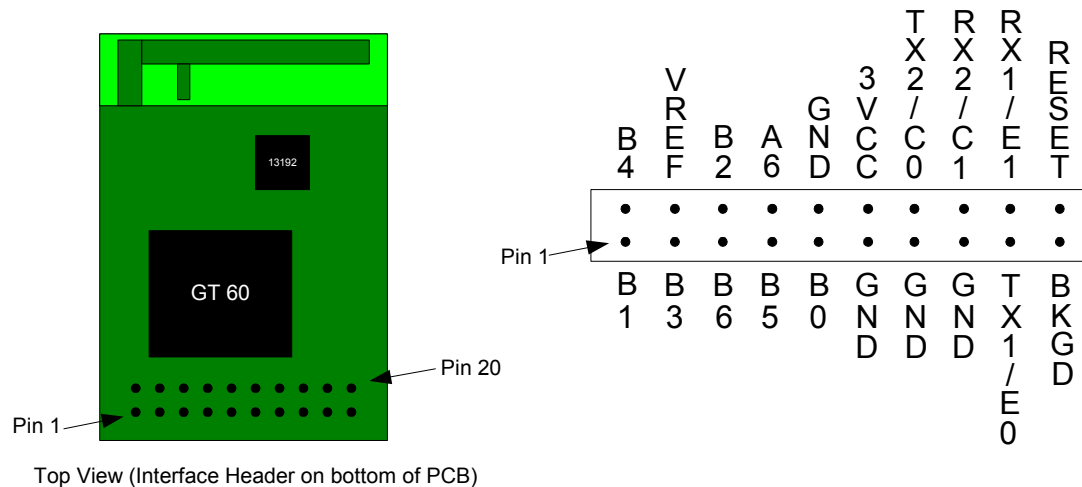 13192
GT 60
Pin 20
Pin 1
Top View (Interface Header on bottom of PCB)
B4
VREF
B2
A6
GND
3VCC
TX2/C0
RX2/C1
RX1/E1
RESET
Pin 1
B1
B3
B6
B5
B0
GND
GND
GND
TX1/E0
BKGD